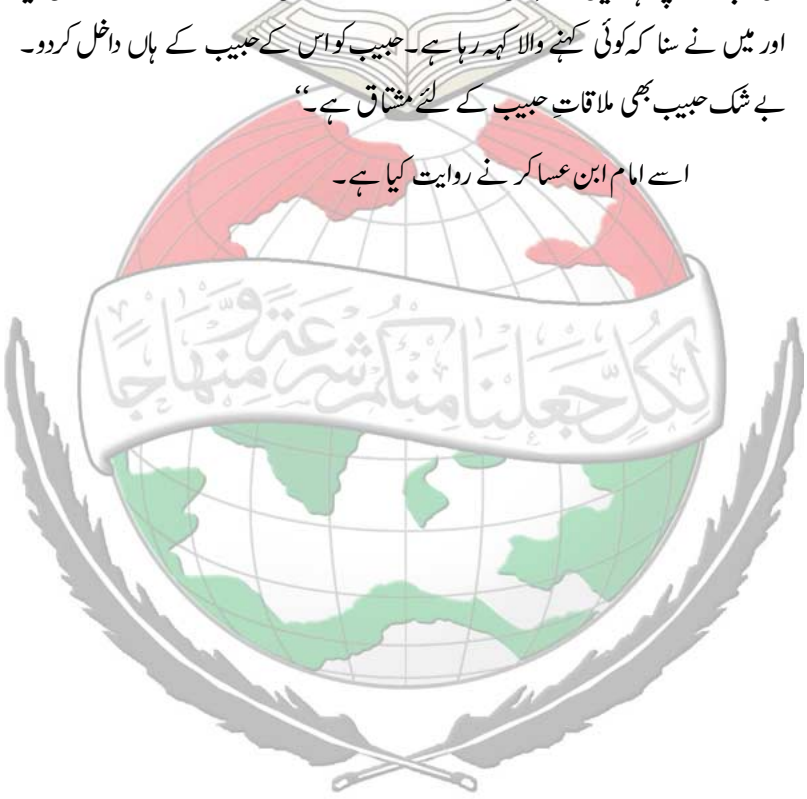 اور میں نے سنا کہ کوئی کہنے والا کہہ رہا ہے۔ حبیب کو اس کے حبیب کے ہاں داخل کردو۔
بے شک حبیب بھی ملاقاتِ حبیب کے لئے مشتاق ہے۔‘‘
اسے امام ابن عساکر نے روایت کیا ہے۔
لِكُلٍّ جَعَلْنَا مِنكُمْ شِرْعَةً وَّمِنْهَاجًا